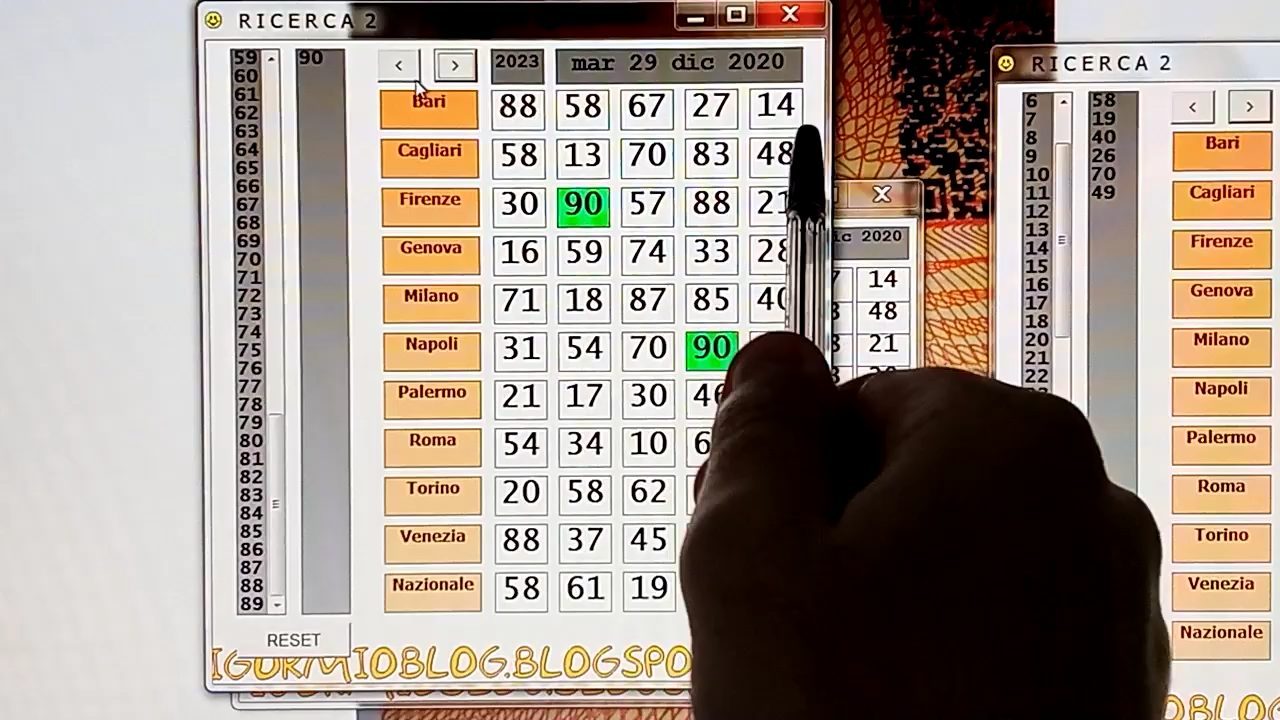 RICERCA 2
59
60
61
62
63
64
65
66
67
68
69
70
71
72
73
74
75
76
77
78
79
80
81
82
83
84
85
86
87
88
89
90
RESET
< > 2023 mar 29 dic 2020
Bari 88 58 67 27 14
Cagliari 58 13 70 83 48
Firenze 30 90 57 88 21
Genova 16 59 74 33 28
Milano 71 18 87 85 40
Napoli 31 54 70 90
Palermo 21 17 30 46
Roma 54 34 10
Torino 20 58 62
Venezia 88 37 45
Nazionale 58 61 19
IGORMIOBLOG.BLOGSPO
dic 2020
14
48
21
RICERCA 2
6
7
8
9
10
11
12
13
14
15
16
17
18
20
21
22
58
19
40
26
70
49
< >
Bari
Cagliari
Firenze
Genova
Milano
Napoli
Palermo
Roma
Torino
Venezia
Nazionale